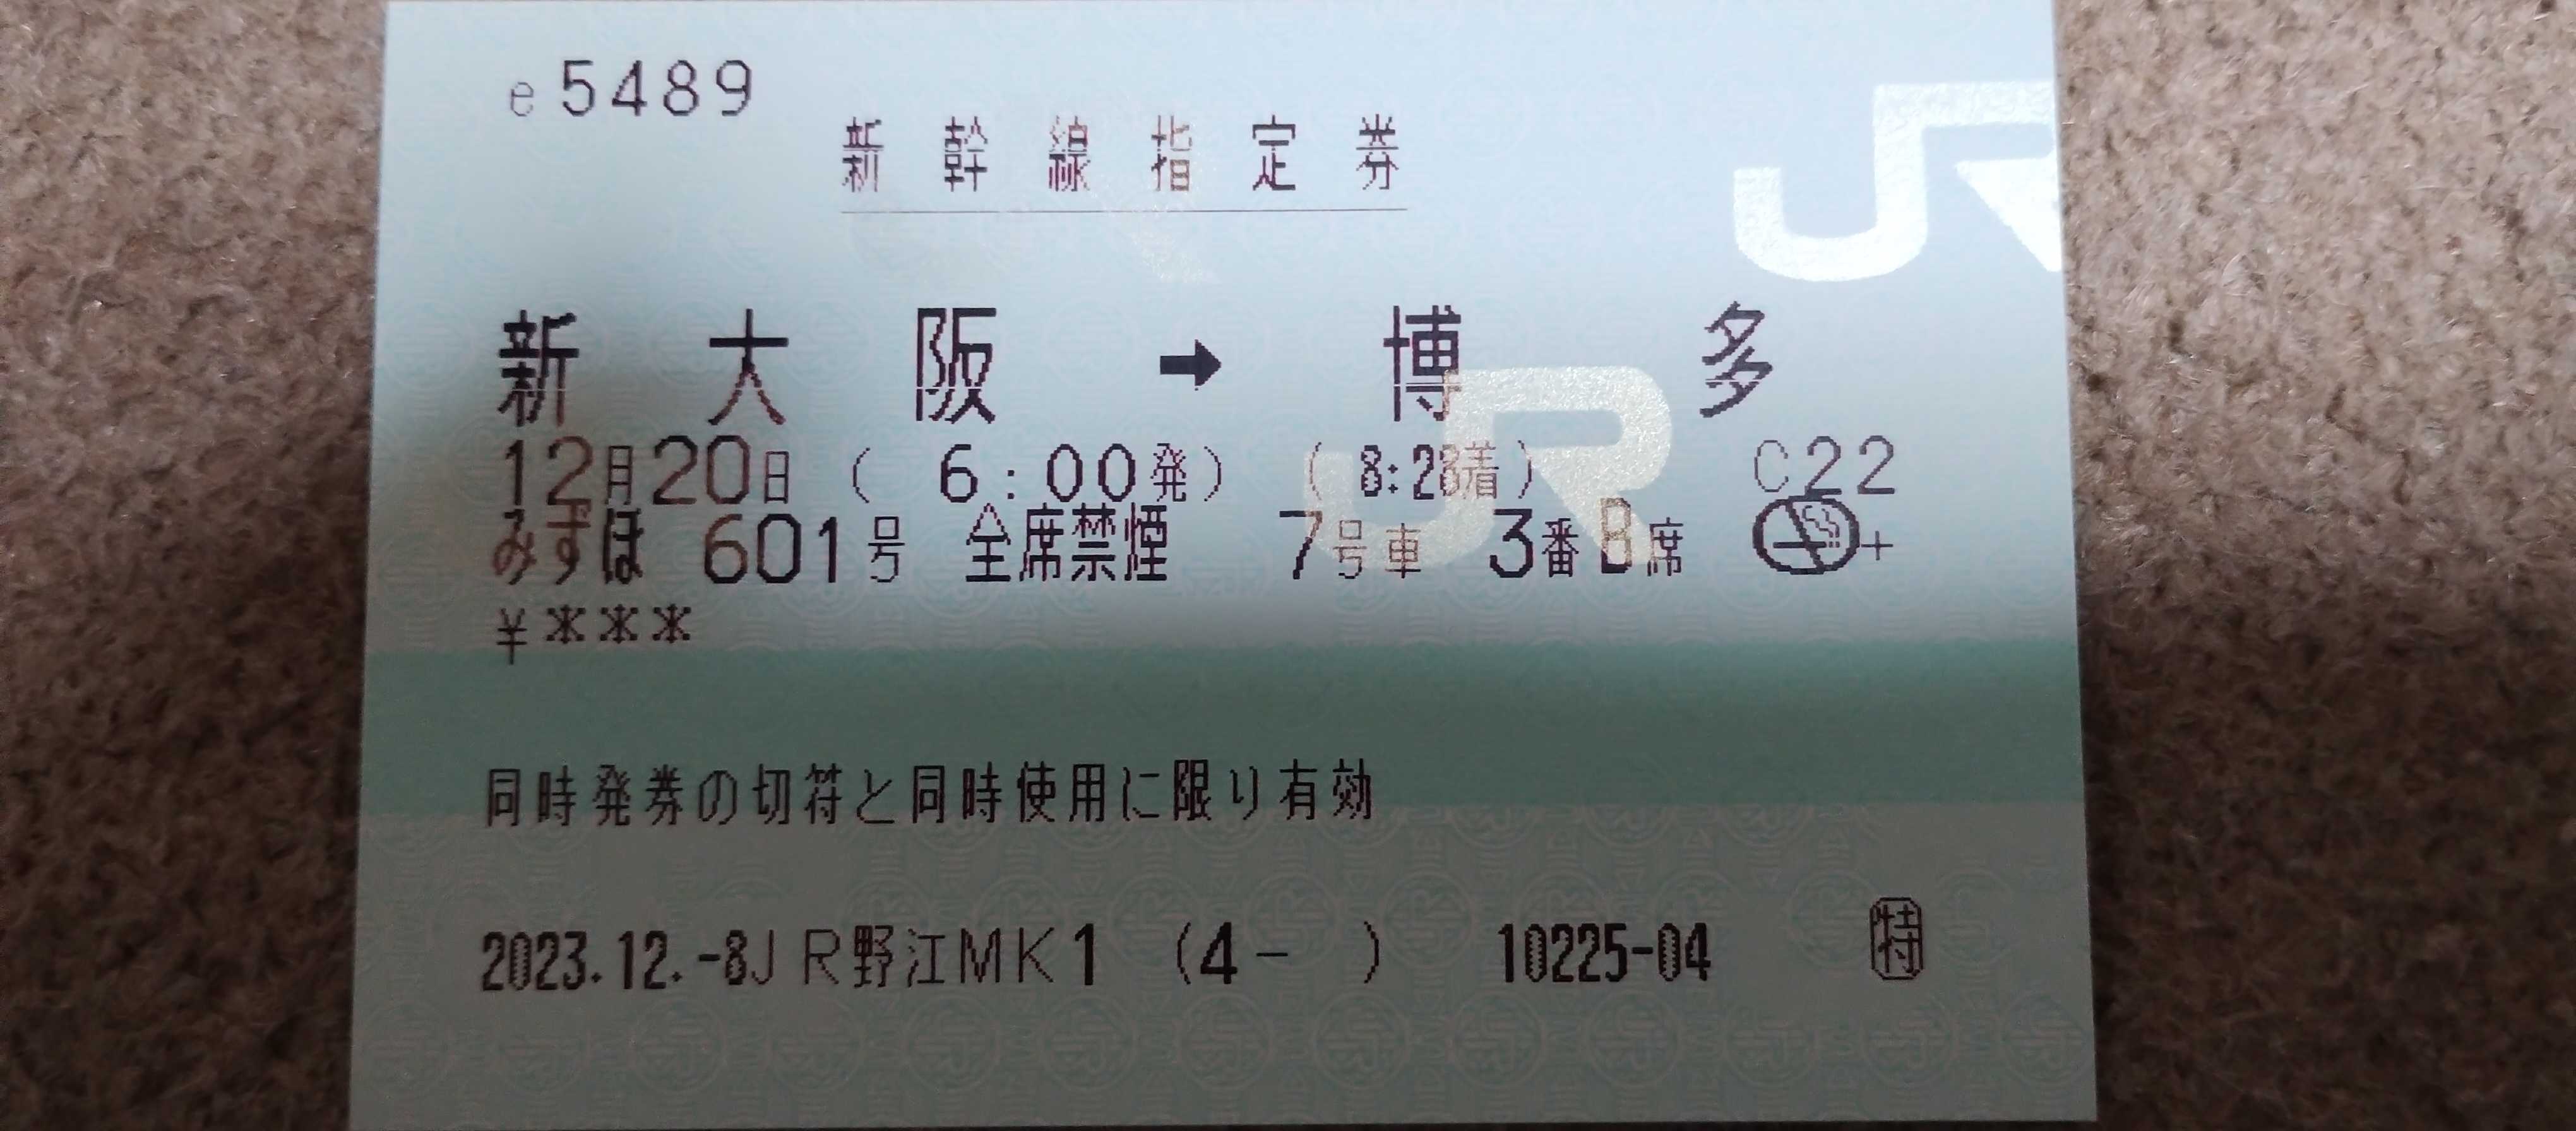 e5489
新幹線指定券
新大阪 ➡ 博多
12月20日 ( 6:00発) ( 8:28着) C22
みずほ 601号 全席禁煙 7号車 3番B席 +
¥***
同時発券の切符と同時使用に限り有効
2023.12.-8JR野江MK1 (4- ) 10225-04 特
JR
JR